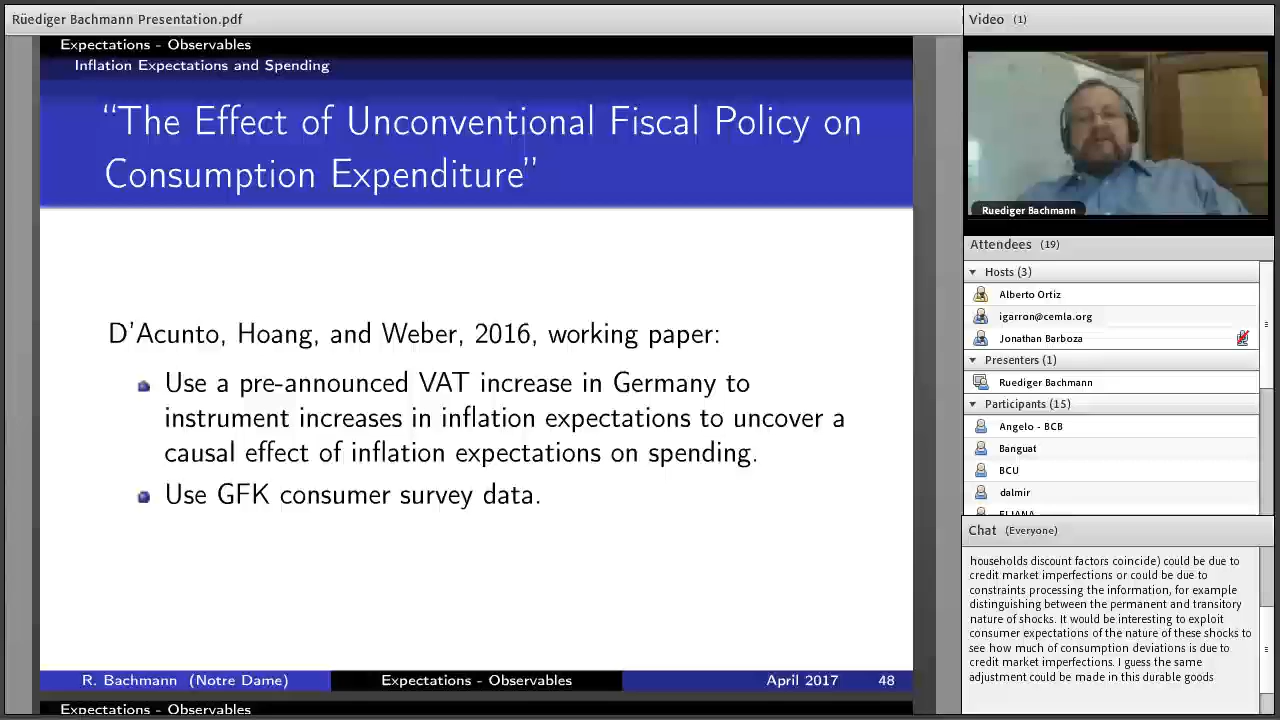 Rüediger Bachmann Presentation.pdf
Expectations - Observables
Inflation Expectations and Spending
“The Effect of Unconventional Fiscal Policy on
Consumption Expenditure”
D’Acunto, Hoang, and Weber, 2016, working paper:
Use a pre-announced VAT increase in Germany to
instrument increases in inflation expectations to uncover a
causal effect of inflation expectations on spending.
Use GFK consumer survey data.
R. Bachmann (Notre Dame)
Expectations - Observables
April 2017
48
Expectations - Observables
Video (1)
Ruediger Bachmann
Attendees (19)
Hosts (3)
Alberto Ortiz
igarron@cemla.org
Jonathan Barboza
Presenters (1)
Ruediger Bachmann
Participants (15)
Angelo - BCB
Banguat
BCU
dalmir
ELIANA
Chat (Everyone)
households discount factors coincide) could be due to
credit market imperfections or could be due to
constraints processing the information, for example
distinguishing between the permanent and transitory
nature of shocks. It would be interesting to exploit
consumer expectations of the nature of these shocks to
see how much of consumption deviations is due to
credit market imperfections. I guess the same
adjustment could be made in this durable goods